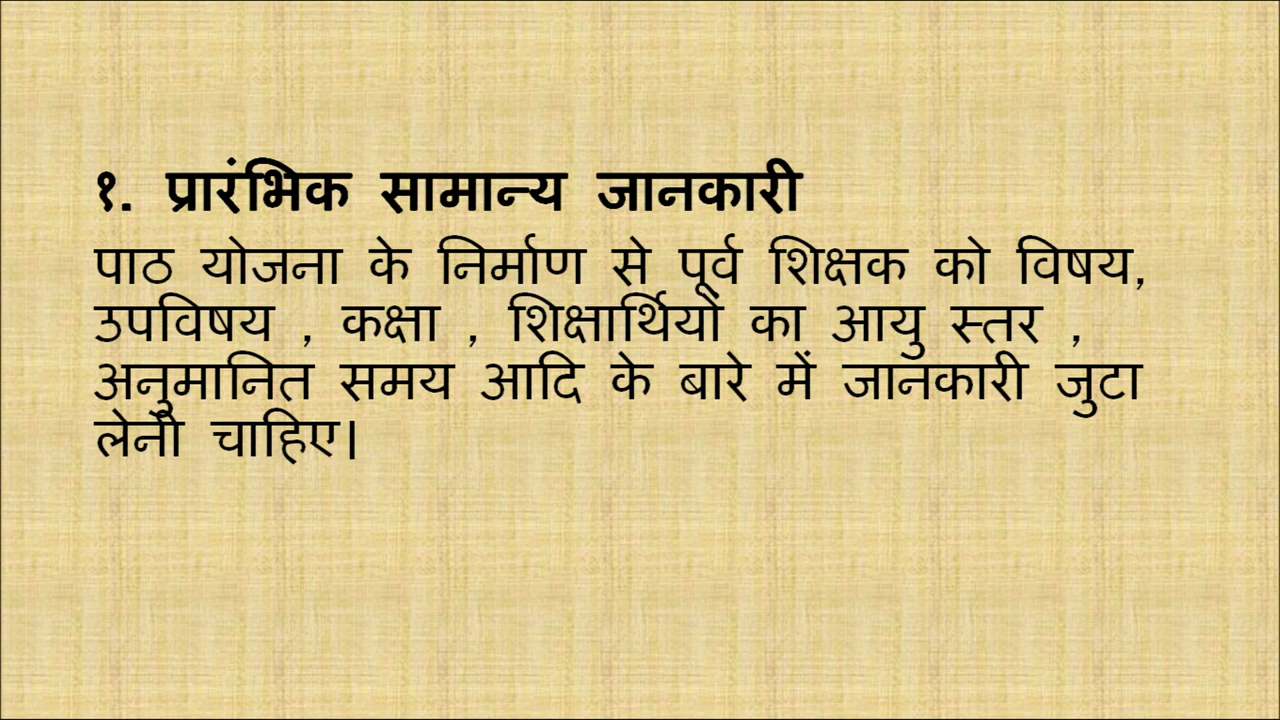 १. प्रारंभिक सामान्य जानकारी
पाठ योजना के निर्माण से पूर्व शिक्षक को विषय,
उपविषय , कक्षा , शिक्षार्थियों का आयु स्तर ,
अनुमानित समय आदि के बारे में जानकारी जुटा
लेनी चाहिए।